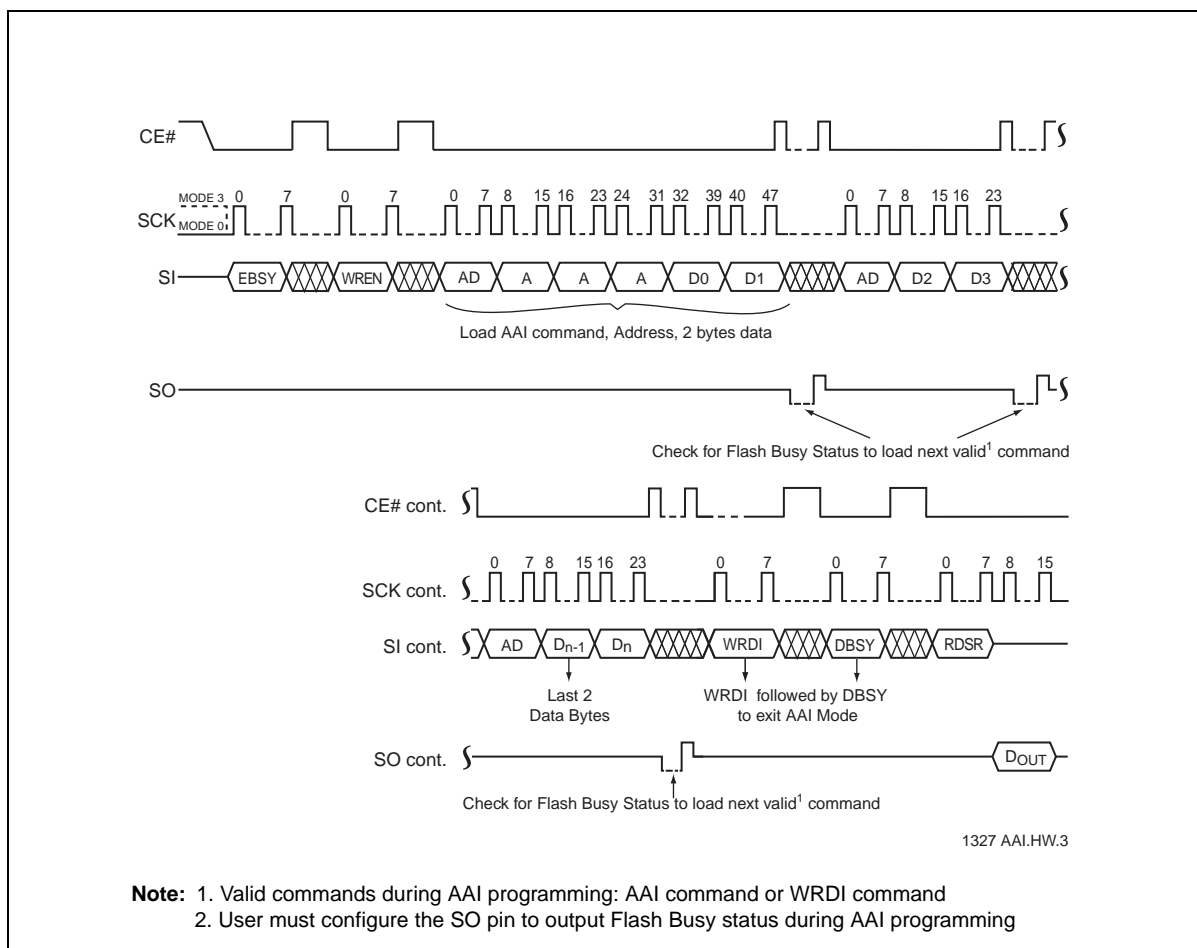 CE#
MODE 3
MODE 0
SCK
0 7 0 7 0 7 8 15 16 23 24 31 32 39 40 47 0 7 8 15 16 23
SI
EBSY WREN AD A A A D0 D1 AD D2 D3
Load AAI command, Address, 2 bytes data
SO
Check for Flash Busy Status to load next valid1 command
CE# cont.
0 7 8 15 16 23 0 7 0 7 0 7 8 15
SCK cont.
SI cont.
AD Dn-1 Dn WRDI DBSY RDSR
Last 2
Data Bytes
WRDI followed by DBSY
to exit AAI Mode
SO cont.
DOUT
Check for Flash Busy Status to load next valid1 command
1327 AAI.HW.3
Note: 1. Valid commands during AAI programming: AAI command or WRDI command
2. User must configure the SO pin to output Flash Busy status during AAI programming